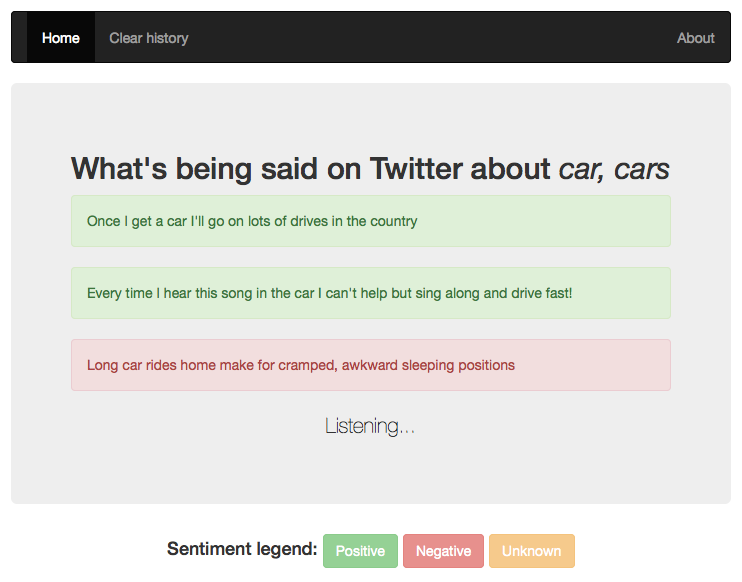 Home Clear history About
What's being said on Twitter about car, cars
Once I get a car I'll go on lots of drives in the country
Every time I hear this song in the car I can't help but sing along and drive fast!
Long car rides home make for cramped, awkward sleeping positions
Listening...
Sentiment legend: Positive Negative Unknown